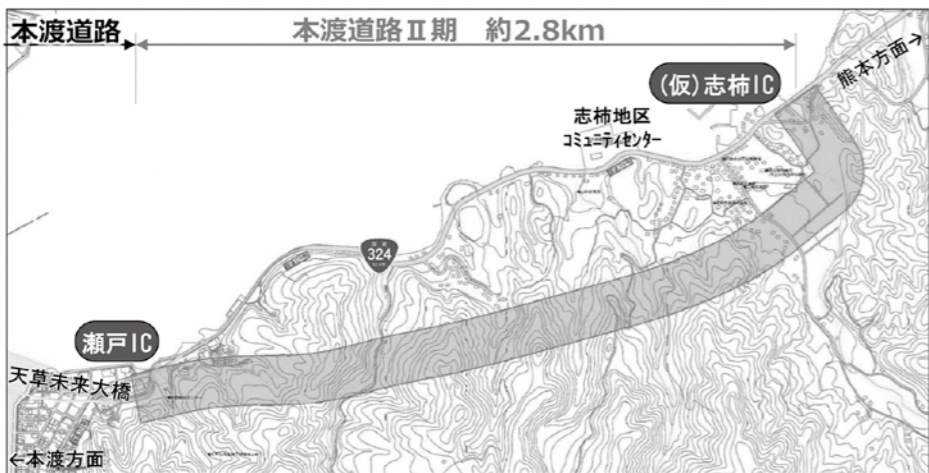 本渡道路
本渡道路Ⅱ期 約2.8km
熊本方面→
(仮)志柿IC
志柿地区
コミュニティセンター
324
瀬戸IC
天草未来大橋
←本渡方面